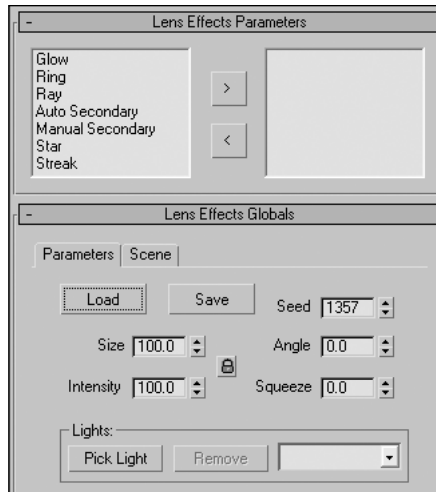 - Lens Effects Parameters
Glow
Ring
Ray
Auto Secondary
Manual Secondary
Star
Streak
>
<
- Lens Effects Globals
Parameters Scene
Load Save Seed 1357
Size 100.0 Angle 0.0
Intensity 100.0 Squeeze 0.0
Lights:
Pick Light Remove